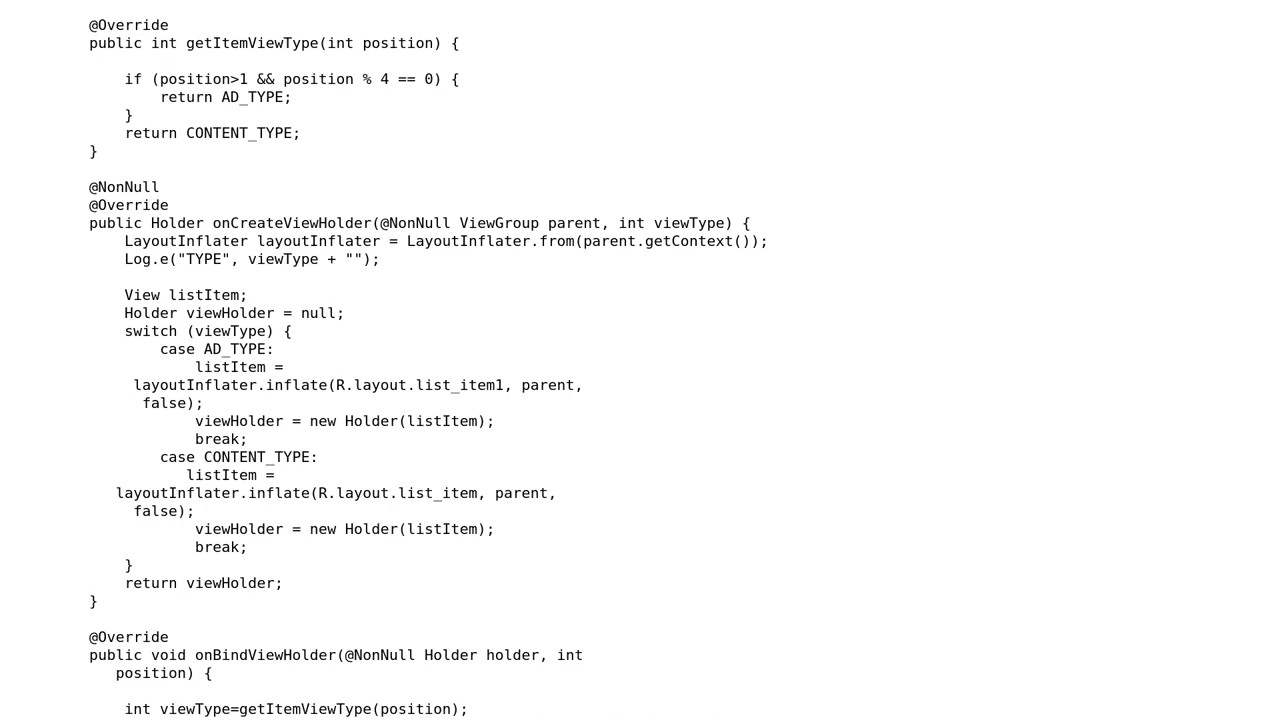 @Override
public int getItemViewType(int position) {
if (position>1 && position % 4 == 0) {
return AD_TYPE;
}
return CONTENT_TYPE;
}
@NonNull
@Override
public Holder onCreateViewHolder(@NonNull ViewGroup parent, int viewType) {
LayoutInflater layoutInflater = LayoutInflater.from(parent.getContext());
Log.e("TYPE", viewType + "");
View listItem;
Holder viewHolder = null;
switch (viewType) {
case AD_TYPE:
listItem =
layoutInflater.inflate(R.layout.list_item1, parent,
false);
viewHolder = new Holder(listItem);
break;
case CONTENT_TYPE:
listItem =
layoutInflater.inflate(R.layout.list_item, parent,
false);
viewHolder = new Holder(listItem);
break;
}
return viewHolder;
}
@Override
public void onBindViewHolder(@NonNull Holder holder, int
position) {
int viewType=getItemViewType(position);